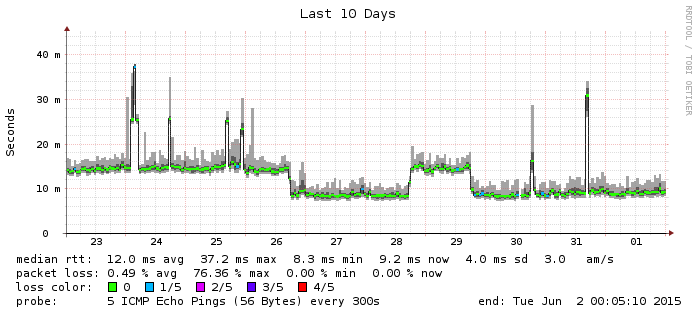 Last 10 Days
RRDTOOL / TOBI OETIKER
Seconds
40 m
30 m
20 m
10 m
0
23 24 25 26 27 28 29 30 31 01
median rtt: 12.0 ms avg 37.2 ms max 8.3 ms min 9.2 ms now 4.0 ms sd 3.0 am/s
packet loss: 0.49 % avg 76.36 % max 0.00 % min 0.00 % now
loss color: 0 1/5 2/5 3/5 4/5
probe: 5 ICMP Echo Pings (56 Bytes) every 300s end: Tue Jun 2 00:05:10 2015